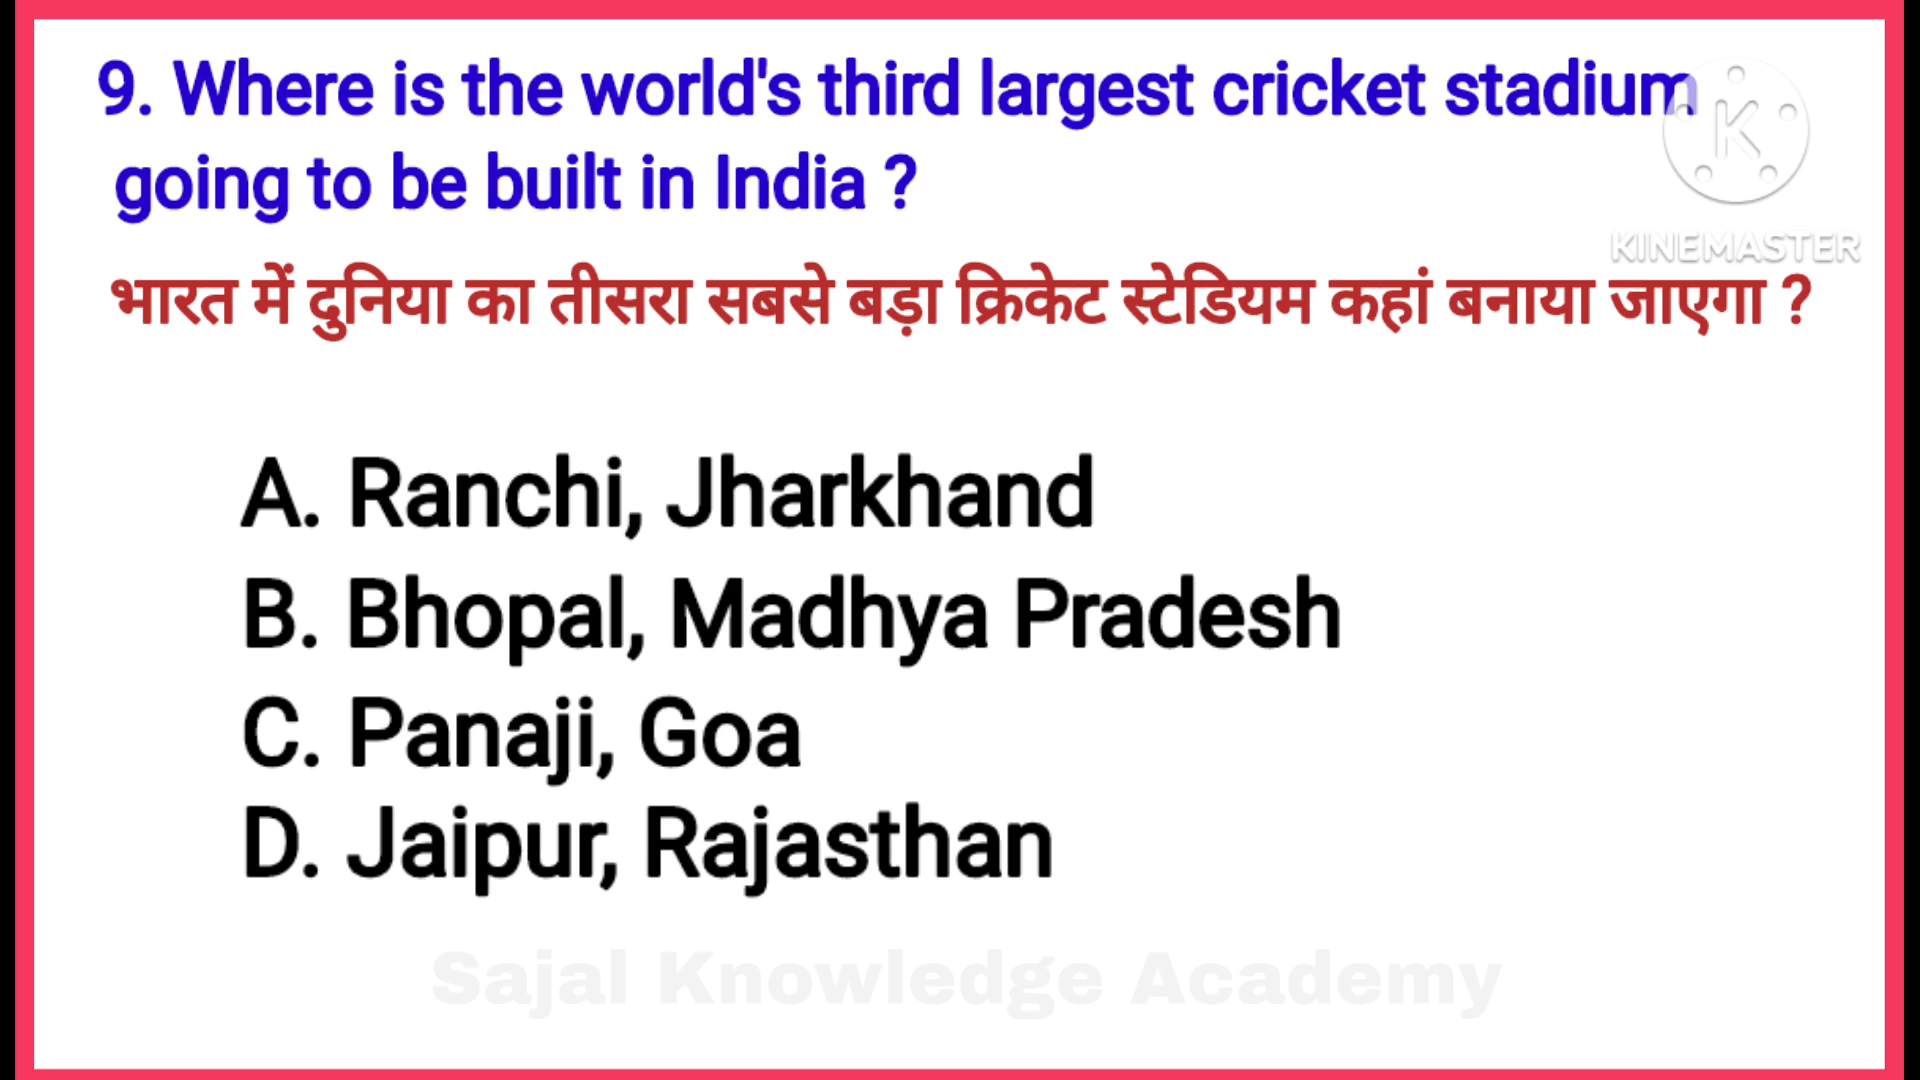 9. Where is the world's third largest cricket stadium
going to be built in India ?
K
KINEMASTER
भारत में दुनिया का तीसरा सबसे बड़ा क्रिकेट स्टेडियम कहां बनाया जाएगा ?
A. Ranchi, Jharkhand
B. Bhopal, Madhya Pradesh
C. Panaji, Goa
D. Jaipur, Rajasthan
Sajal Knowledge Academy